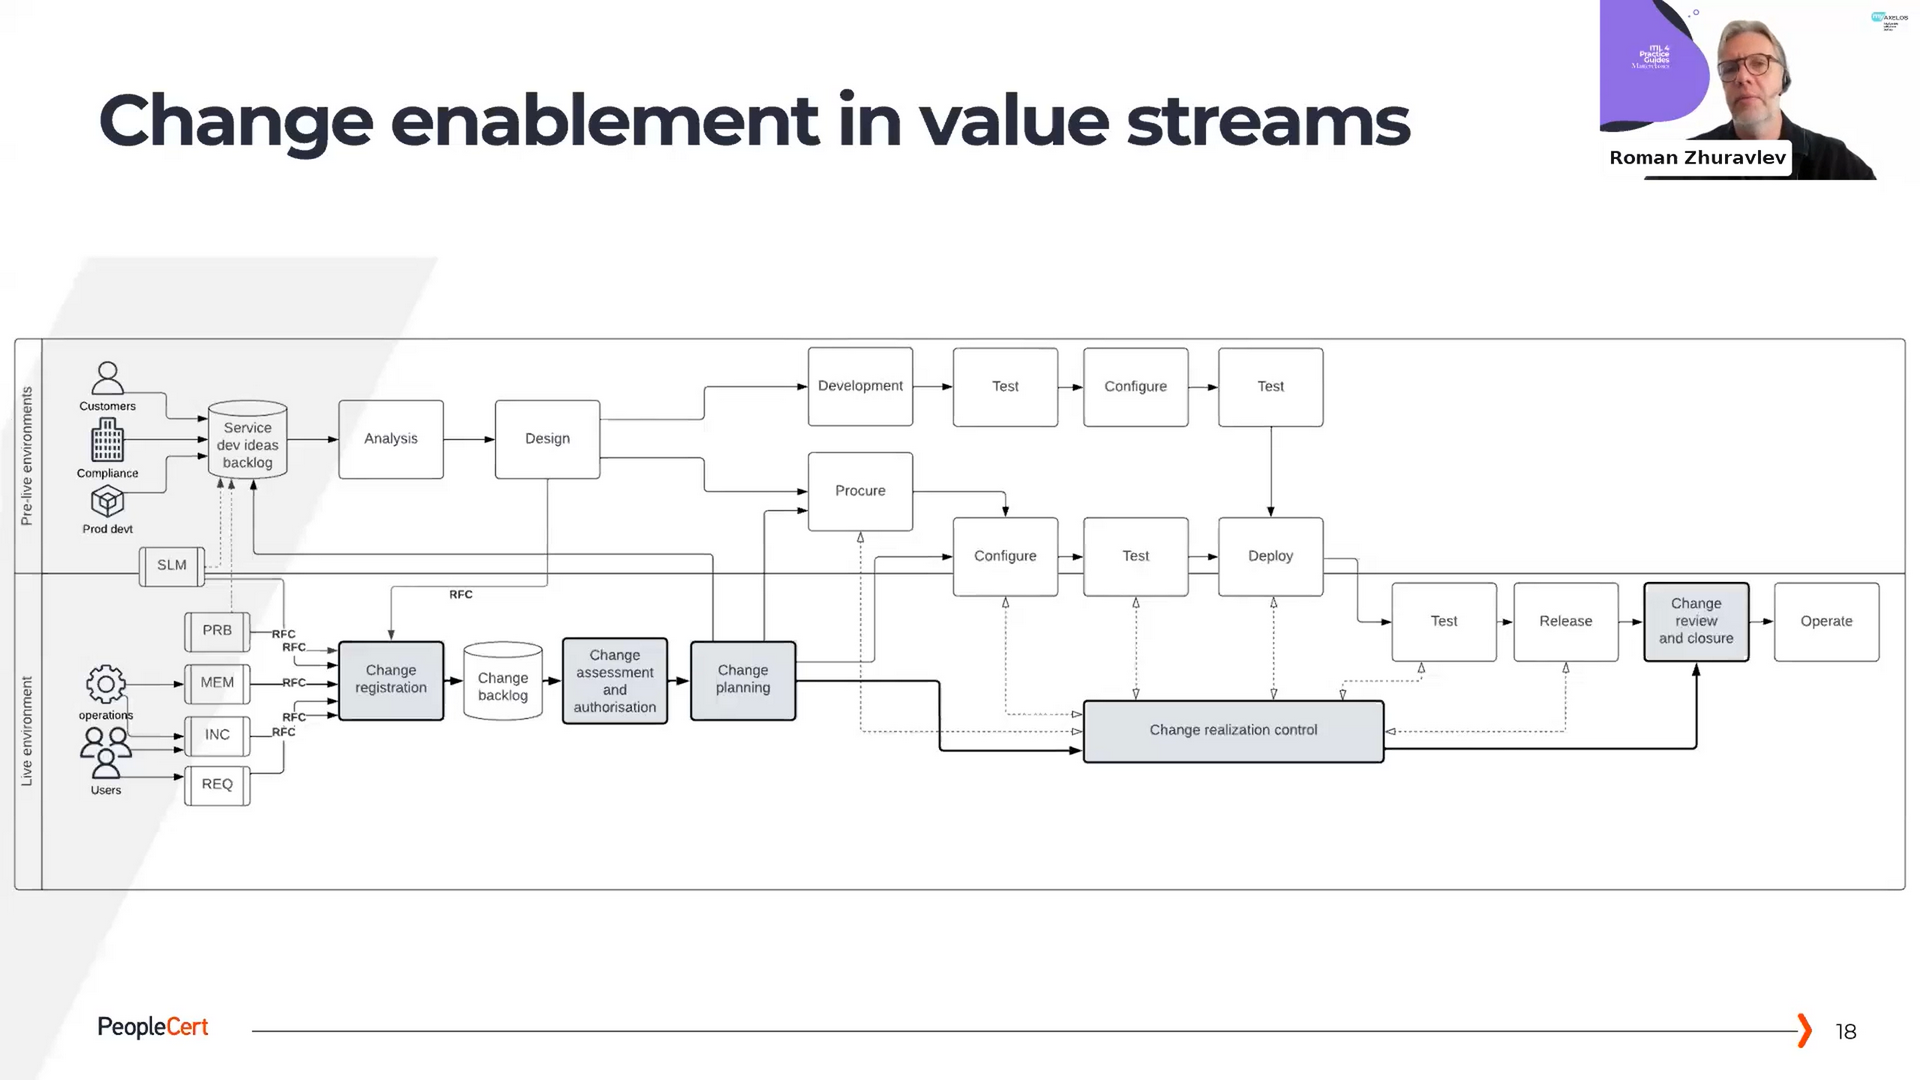 Change enablement in value streams
ITIL 4
Practice
Guides
Masterclass
AXELOS
Roman Zhuravlev
Pre-live environments
Live environment
Customers
Compliance
Prod devt
Service
dev ideas
backlog
Analysis
Design
Development
Test
Configure
Test
Procure
Configure
Test
Deploy
SLM
RFC
PRB
RFC
RFC
MEM
RFC
INC
RFC
RFC
REQ
operations
Users
Change
registration
Change
backlog
Change
assessment
and
authorisation
Change
planning
Change realization control
Test
Release
Change
review
and closure
Operate
PeopleCert
18